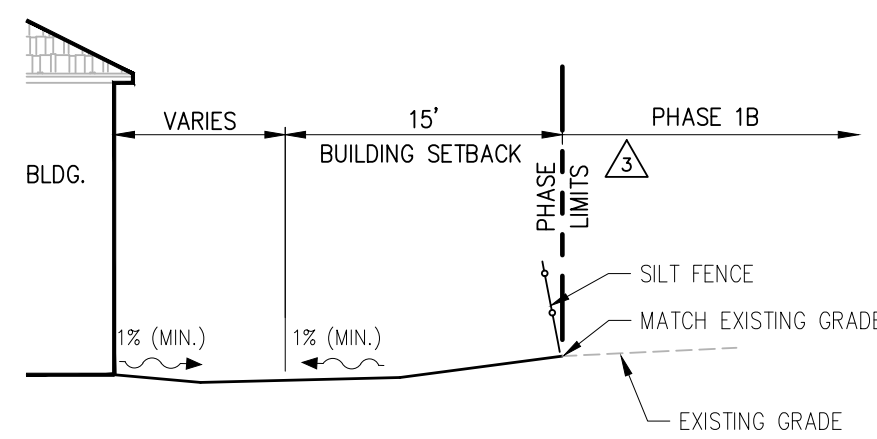 VARIES
15'
PHASE 1B
BUILDING SETBACK
3
BLDG.
PHASE
LIMITS
SILT FENCE
1% (MIN.)
1% (MIN.)
MATCH EXISTING GRADE
EXISTING GRADE